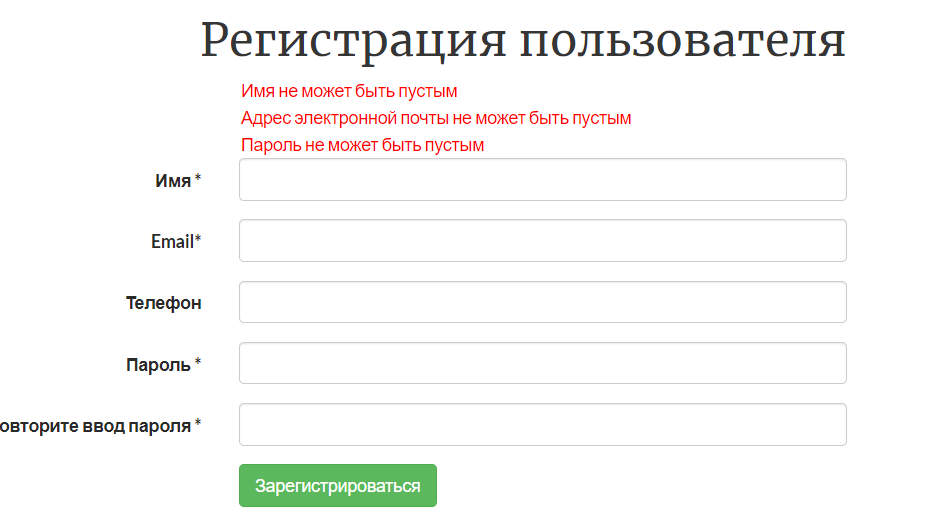 Регистрация пользователя
Имя не может быть пустым
Адрес электронной почты не может быть пустым
Пароль не может быть пустым
Имя *
Email*
Телефон
Пароль *
овторите ввод пароля *
Зарегистрироваться